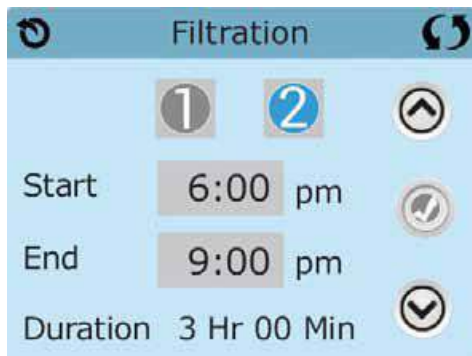 Filtration
1 2
Start 6:00 pm
End 9:00 pm
Duration 3 Hr 00 Min